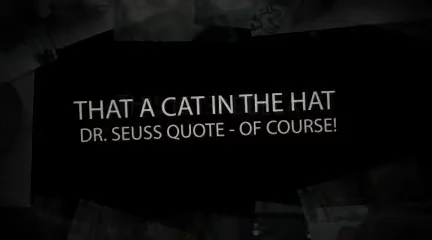 THAT A CAT IN THE HAT
DR. SEUSS QUOTE - OF COURSE!